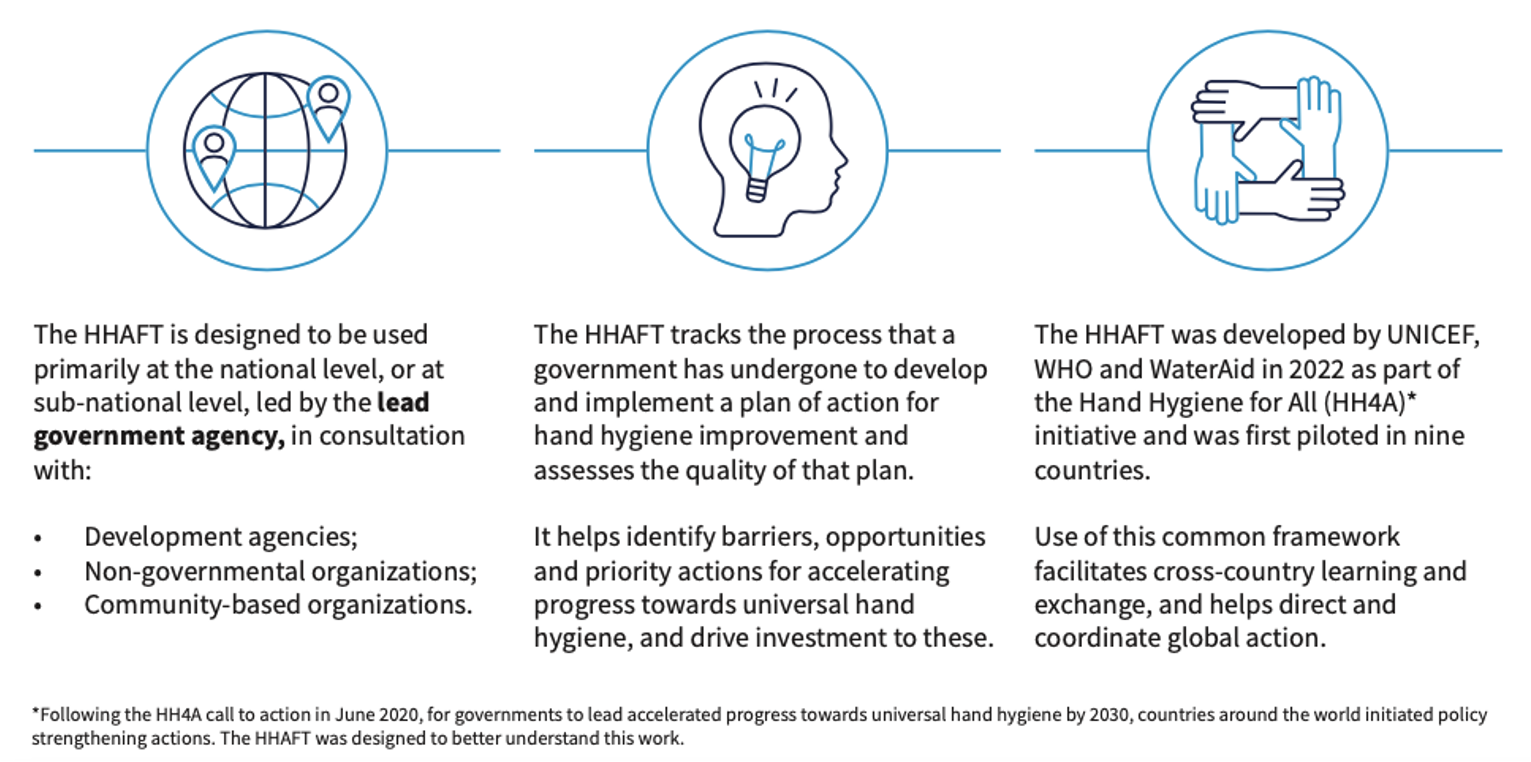 The HHAFT is designed to be used
primarily at the national level, or at
sub-national level, led by the lead
government agency, in consultation
with:
• Development agencies;
• Non-governmental organizations;
• Community-based organizations.
The HHAFT tracks the process that a
government has undergone to develop
and implement a plan of action for
hand hygiene improvement and
assesses the quality of that plan.
It helps identify barriers, opportunities
and priority actions for accelerating
progress towards universal hand
hygiene, and drive investment to these.
The HHAFT was developed by UNICEF,
WHO and WaterAid in 2022 as part of
the Hand Hygiene for All (HH4A)*
initiative and was first piloted in nine
countries.
Use of this common framework
facilitates cross-country learning and
exchange, and helps direct and
coordinate global action.
*Following the HH4A call to action in June 2020, for governments to lead accelerated progress towards universal hand hygiene by 2030, countries around the world initiated policy
strengthening actions. The HHAFT was designed to better understand this work.